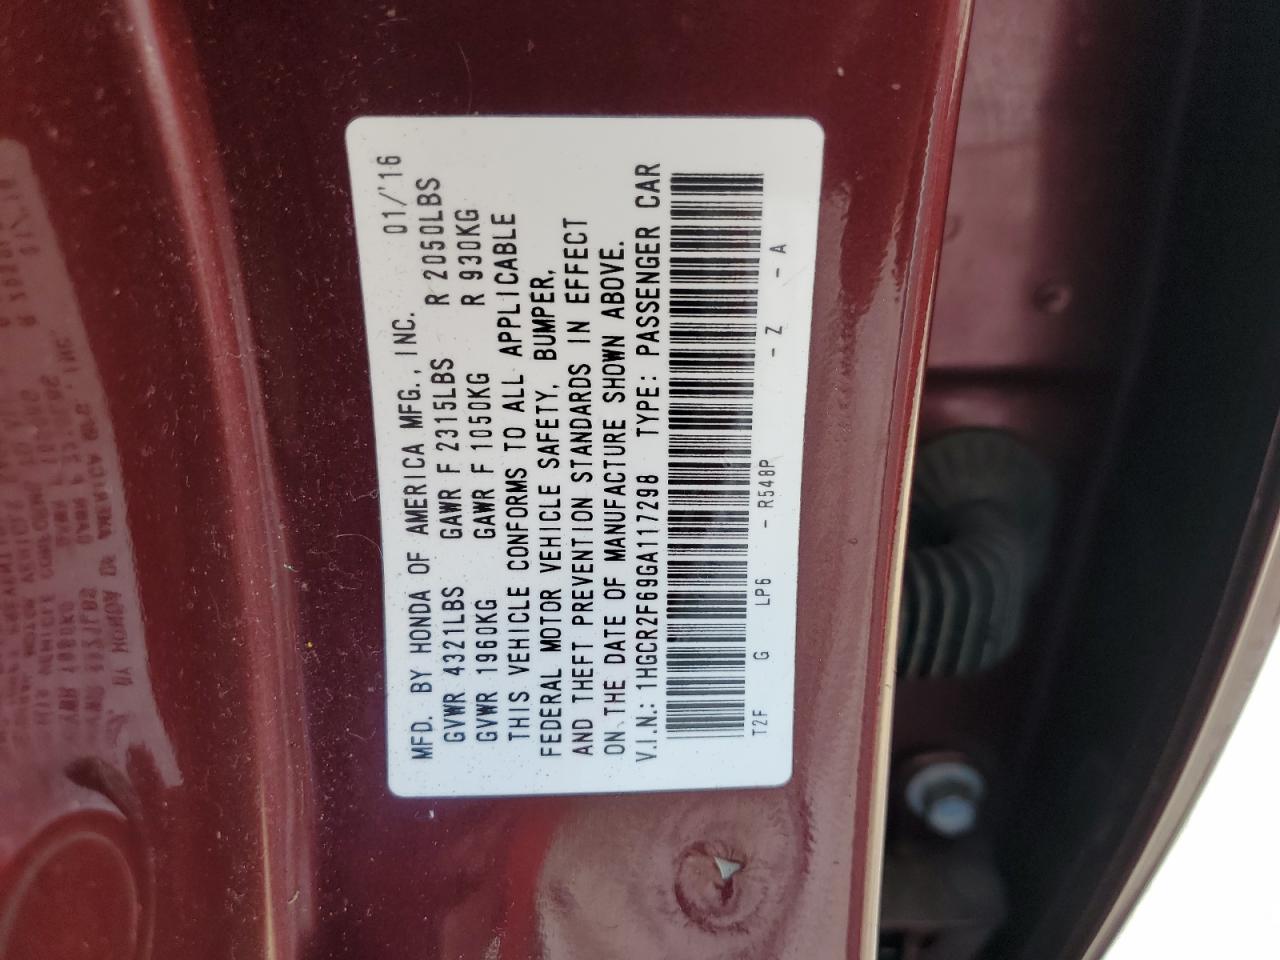 MFD. BY HONDA OF AMERICA MFG., INC. 01/'16
GVWR 4321LBS GAWR F 2315LBS R 2050LBS
GVWR 1960KG GAWR F 1050KG R 930KG
THIS VEHICLE CONFORMS TO ALL APPLICABLE
FEDERAL MOTOR VEHICLE SAFETY, BUMPER,
AND THEFT PREVENTION STANDARDS IN EFFECT
ON THE DATE OF MANUFACTURE SHOWN ABOVE.
V.I.N.: 1HGCR2F69GA117298 TYPE: PASSENGER CAR
T2F G LP6 - R548P - Z - A